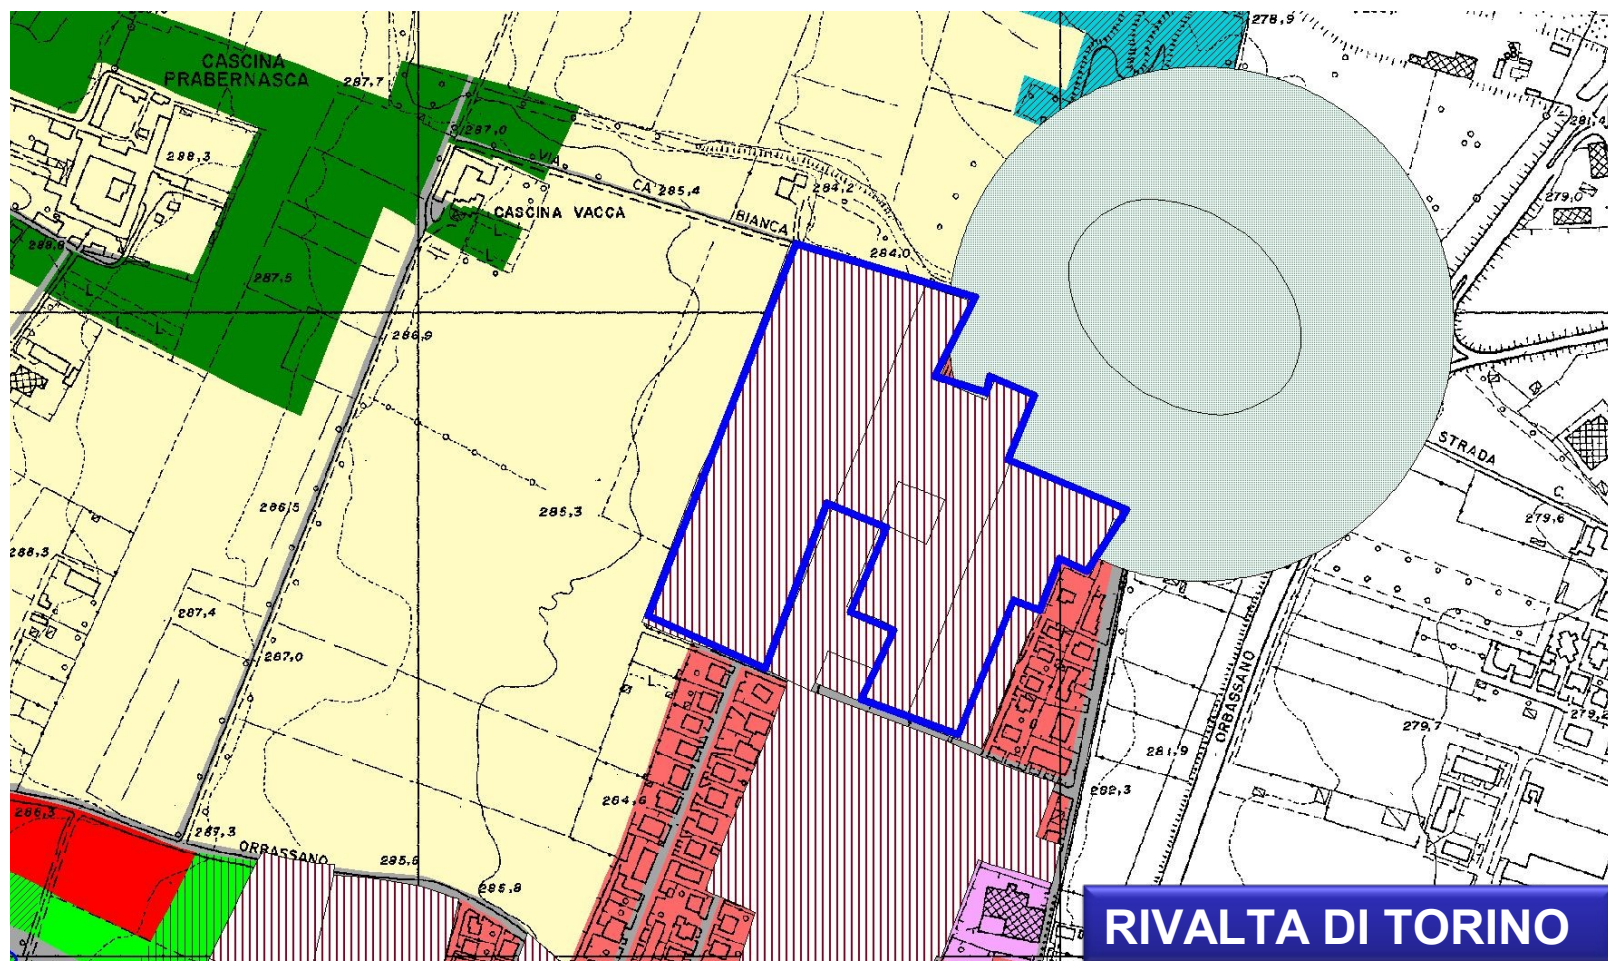 278,9
CASCINA
PRABERNASCA
287,7
287,0
281,4
288,3
VIA
CA'
285,4
284,2
279,0
CASCINA VACCA
BIANCA
288,8
284,0
287,5
L
L
L
L
L
286,9
STRADA
C.
286,5
285,3
279,6
288,3
287,4
287,0
L
ORBASSANO
279,7
279,2
281,9
284,6
282,3
286,3
287,3
ORBASSANO
285,6
285,8
RIVALTA DI TORINO